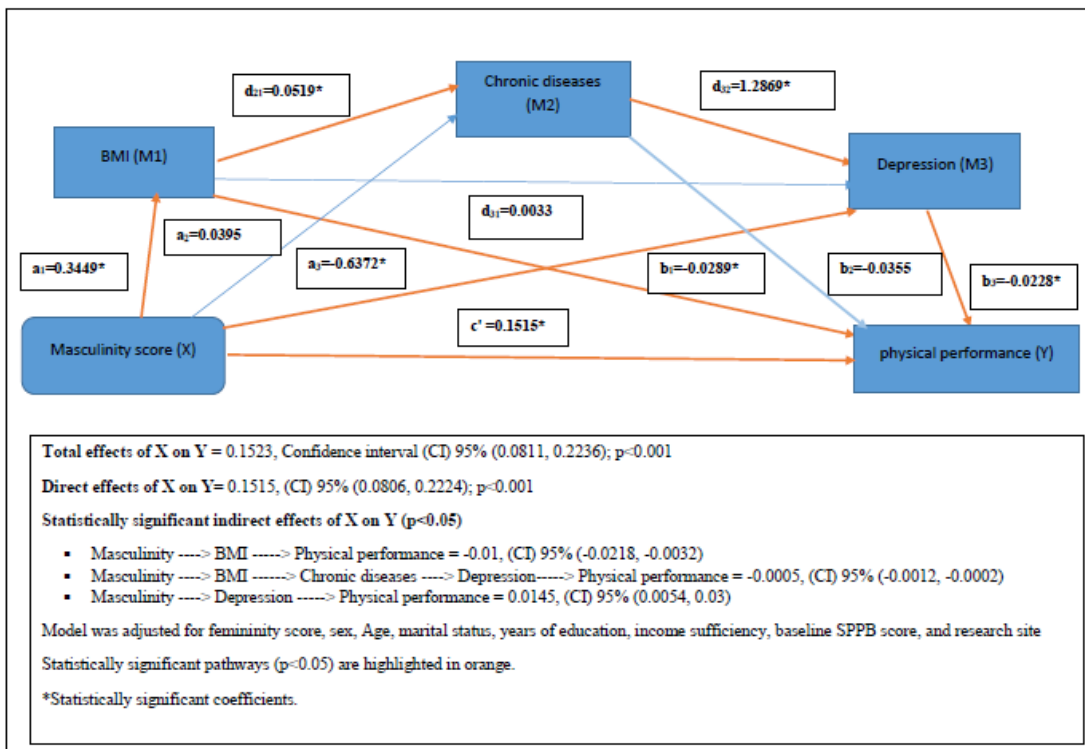 d₂₁=0.0519*
Chronic diseases
(M2)
d₃₂=1.2869*
BMI (M1)
Depression (M3)
d₃₁=0.0033
a₂=0.0395
a₁=0.3449*
a₃=-0.6372*
b₁=-0.0289*
b₂=-0.0355
b₃=-0.0228*
c' =0.1515*
Masculinity score (X)
physical performance (Y)
Total effects of X on Y = 0.1523, Confidence interval (CI) 95% (0.0811, 0.2236); p<0.001
Direct effects of X on Y= 0.1515, (CI) 95% (0.0806, 0.2224); p<0.001
Statistically significant indirect effects of X on Y (p<0.05)
▪ Masculinity ----> BMI -----> Physical performance = -0.01, (CI) 95% (-0.0218, -0.0032)
▪ Masculinity ----> BMI ------> Chronic diseases ----> Depression-----> Physical performance = -0.0005, (CI) 95% (-0.0012, -0.0002)
▪ Masculinity ----> Depression -----> Physical performance = 0.0145, (CI) 95% (0.0054, 0.03)
Model was adjusted for femininity score, sex, Age, marital status, years of education, income sufficiency, baseline SPPB score, and research site
Statistically significant pathways (p<0.05) are highlighted in orange.
*Statistically significant coefficients.